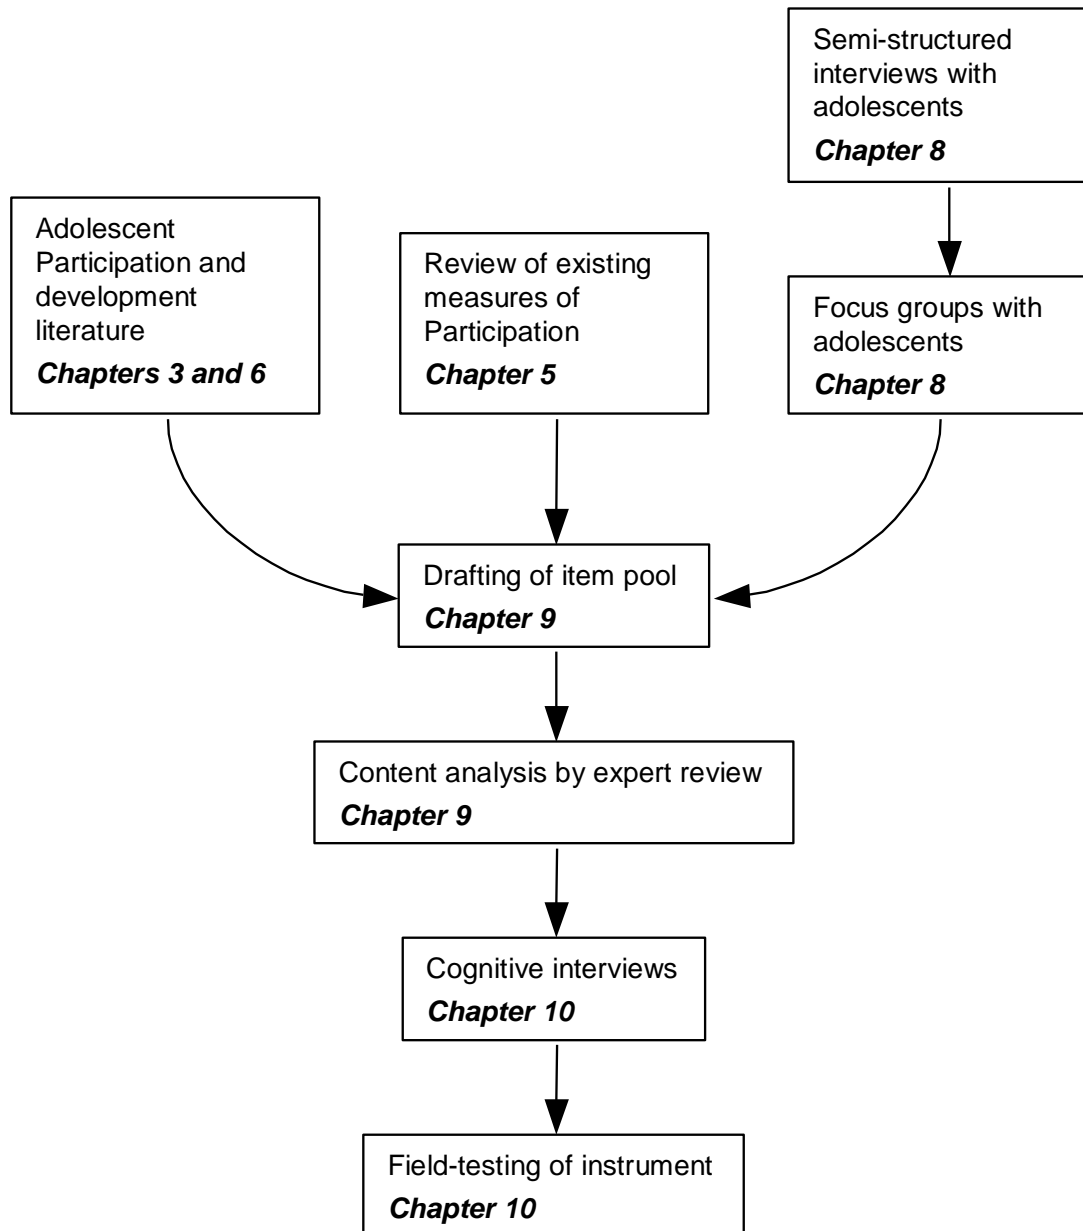 Semi-structured
interviews with
adolescents
Chapter 8
Adolescent
Participation and
development
literature
Chapters 3 and 6
Review of existing
measures of
Participation
Chapter 5
Focus groups with
adolescents
Chapter 8
Drafting of item pool
Chapter 9
Content analysis by expert review
Chapter 9
Cognitive interviews
Chapter 10
Field-testing of instrument
Chapter 10